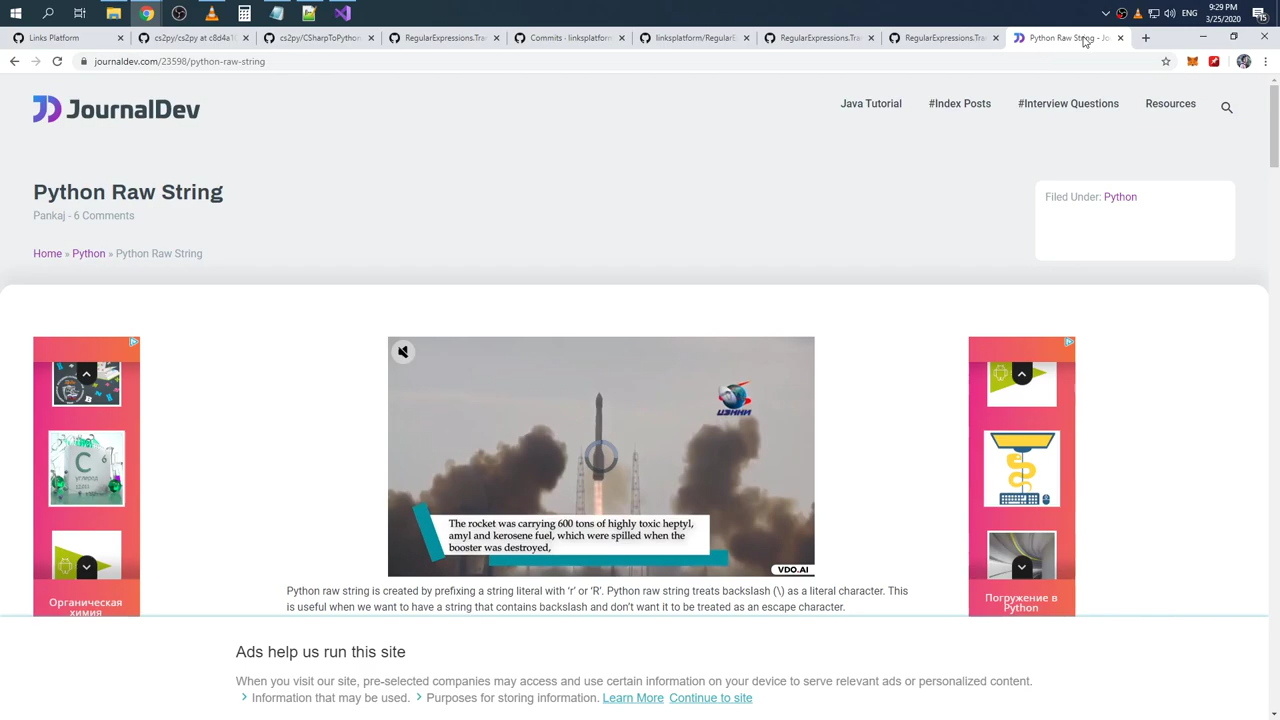 ENG
9:29 PM
3/25/2020
15
Links Platform
cs2py/cs2py at c8d4a1
cs2py/CSharpToPython
RegularExpressions.Tra
Commits · linksplatform
linksplatform/RegularE
RegularExpressions.Tra
RegularExpressions.Tra
Python Raw String - Jo
journaldev.com/23598/python-raw-string
JournalDev
Java Tutorial
#Index Posts
#Interview Questions
Resources
Python Raw String
Pankaj - 6 Comments
Filed Under: Python
Home » Python » Python Raw String
C
6
углерод
ЦЭНКИ
The rocket was carrying 600 tons of highly toxic heptyl,
amyl and kerosene fuel, which were spilled when the
booster was destroyed,
VDO.AI
Органическая
химия
Погружение в
Python
Python raw string is created by prefixing a string literal with ‘r’ or ‘R’. Python raw string treats backslash (\) as a literal character. This
is useful when we want to have a string that contains backslash and don’t want it to be treated as an escape character.
Ads help us run this site
When you visit our site, pre-selected companies may access and use certain information on your device to serve relevant ads or personalized content.
Information that may be used. Purposes for storing information. Learn More Continue to site